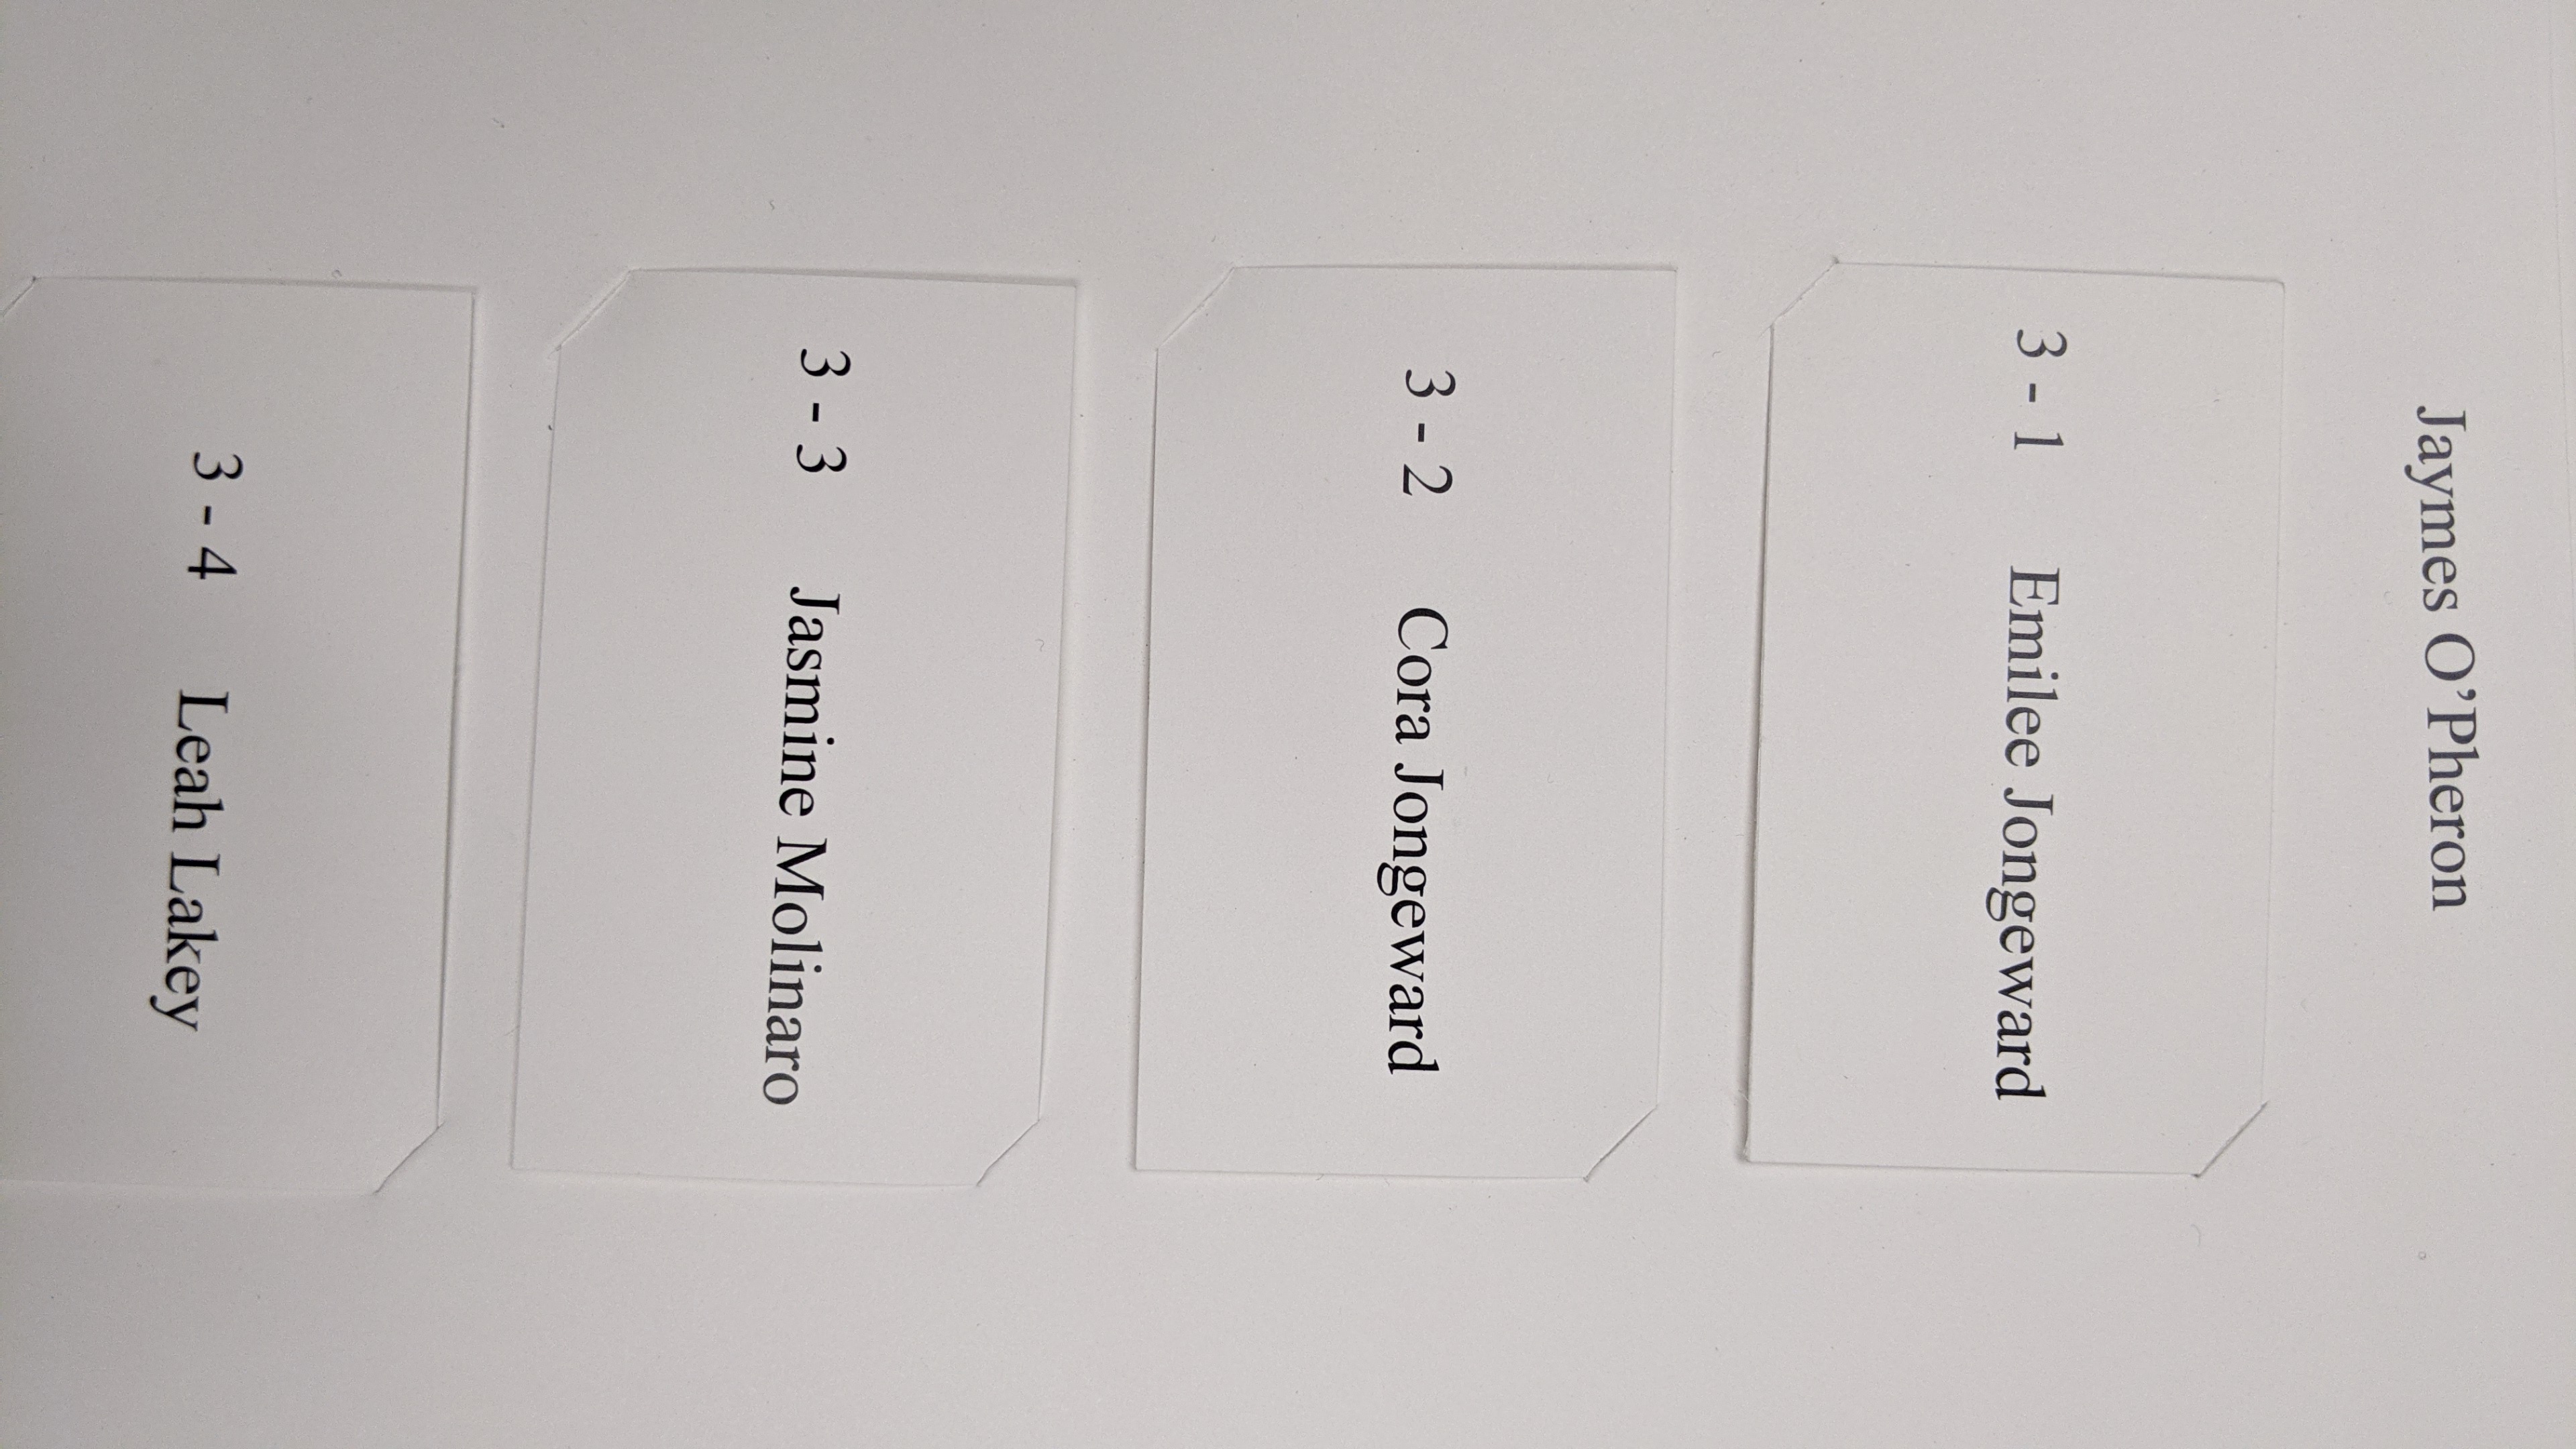 Jaymes O’Pheron
3 - 1 Emilee Jongeward
3 - 2 Cora Jongeward
3 - 3 Jasmine Molinaro
3 - 4 Leah Lakey